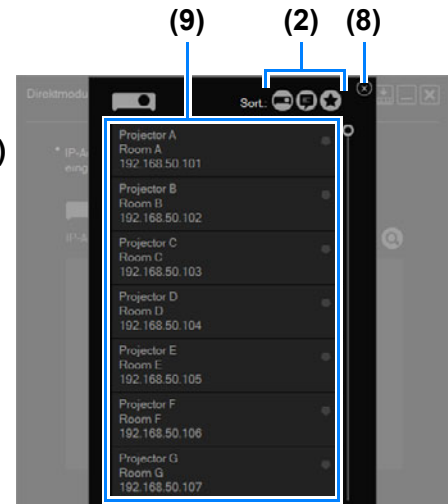 (9) (2) (8)
)
Direktmodu
Sort.:
* IP-A
eing
IP-A
Projector A
Room A
192.168.50.101
Projector B
Room B
192.168.50.102
Projector C
Room C
192.168.50.103
Projector D
Room D
192.168.50.104
Projector E
Room E
192.168.50.105
Projector F
Room F
192.168.50.106
Projector G
Room G
192.168.50.107